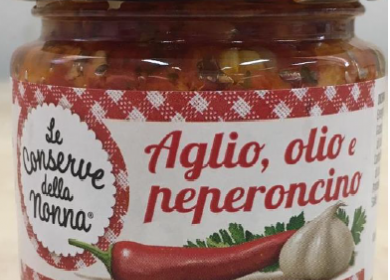 Le
Conserve
della
Nonna®
Aglio, olio e
peperoncino